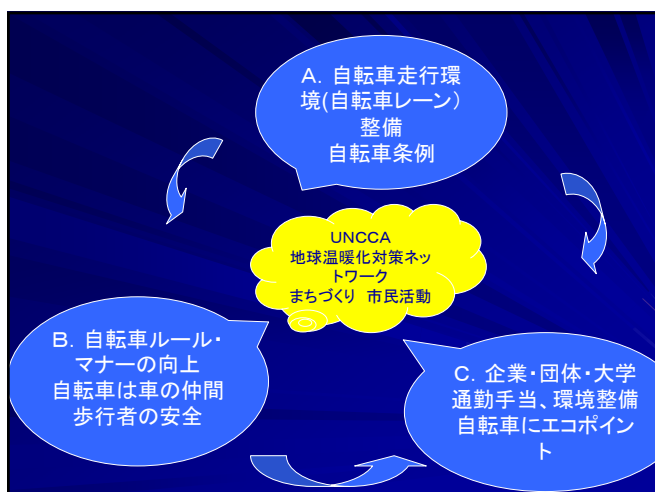 A．自転車走行環
境(自転車レーン）
整備
自転車条例
UNCCA
地球温暖化対策ネッ
トワーク
まちづくり　市民活動
B．自転車ルール・
マナーの向上
自転車は車の仲間
歩行者の安全
C．企業・団体・大学
通勤手当、環境整備
自転車にエコポイン
ト